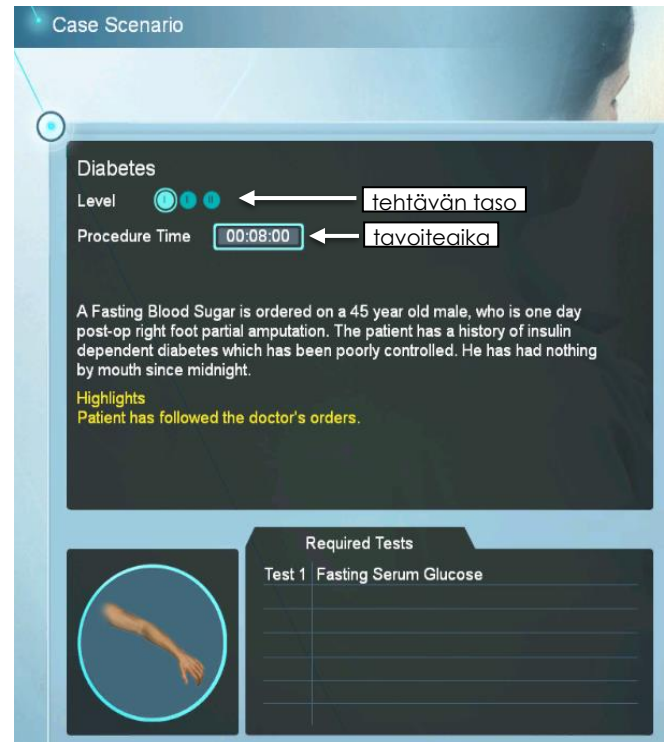 Case Scenario
Diabetes
Level I I II tehtävän taso
Procedure Time 00:08:00 tavoiteaika
A Fasting Blood Sugar is ordered on a 45 year old male, who is one day
post-op right foot partial amputation. The patient has a history of insulin
dependent diabetes which has been poorly controlled. He has had nothing
by mouth since midnight.
Highlights
Patient has followed the doctor's orders.
Required Tests
Test 1 Fasting Serum Glucose